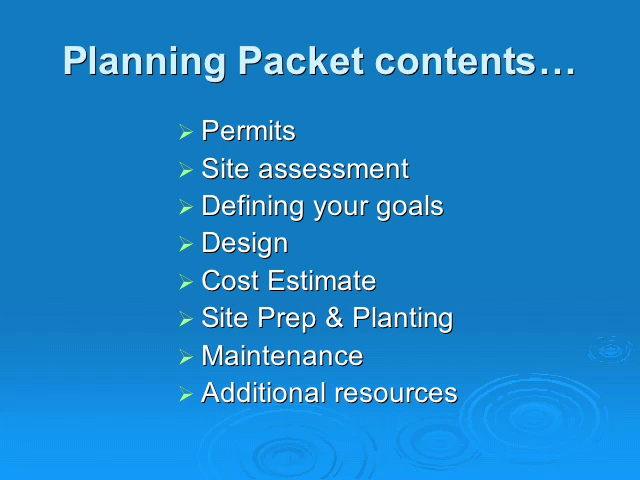 Planning Packet contents…
Permits
Site assessment
Defining your goals
Design
Cost Estimate
Site Prep & Planting
Maintenance
Additional resources